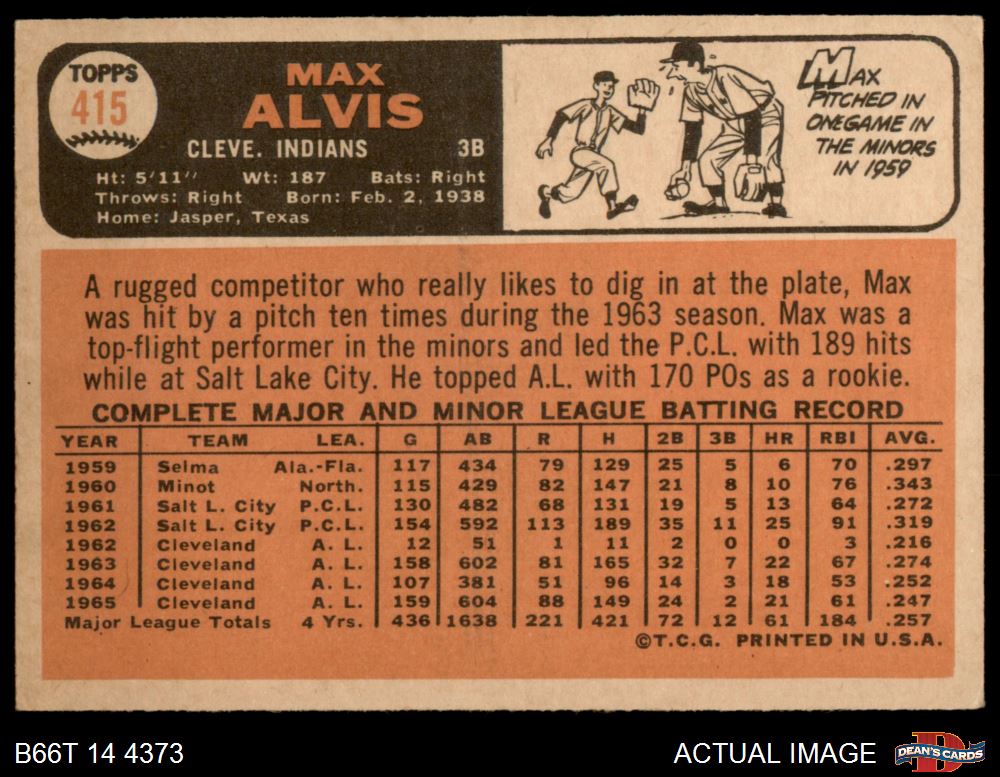 TOPPS
415
MAX
ALVIS
CLEVE. INDIANS 3B
Ht: 5'11" Wt: 187 Bats: Right
Throws: Right Born: Feb. 2, 1938
Home: Jasper, Texas
MAX
PITCHED IN
ONE GAME IN
THE MINORS
IN 1959
A rugged competitor who really likes to dig in at the plate, Max
was hit by a pitch ten times during the 1963 season. Max was a
top-flight performer in the minors and led the P.C.L. with 189 hits
while at Salt Lake City. He topped A.L. with 170 POs as a rookie.
COMPLETE MAJOR AND MINOR LEAGUE BATTING RECORD
YEAR TEAM LEA. G AB R H 2B 3B HR RBI AVG.
1959 Selma Ala.-Fla. 117 434 79 129 25 5 6 70 .297
1960 Minot North. 115 429 82 147 21 8 10 76 .343
1961 Salt L. City P.C.L. 130 482 68 131 19 5 13 64 .272
1962 Salt L. City P.C.L. 154 592 113 189 35 11 25 91 .319
1962 Cleveland A. L. 12 51 1 11 2 0 0 3 .216
1963 Cleveland A. L. 158 602 81 165 32 7 22 67 .274
1964 Cleveland A. L. 107 381 51 96 14 3 18 53 .252
1965 Cleveland A. L. 159 604 88 149 24 2 21 61 .247
Major League Totals 4 Yrs. 436 1638 221 421 72 12 61 184 .257
©T.C.G. PRINTED IN U.S.A.
B66T 14 4373 ACTUAL IMAGE DEAN'S CARDS